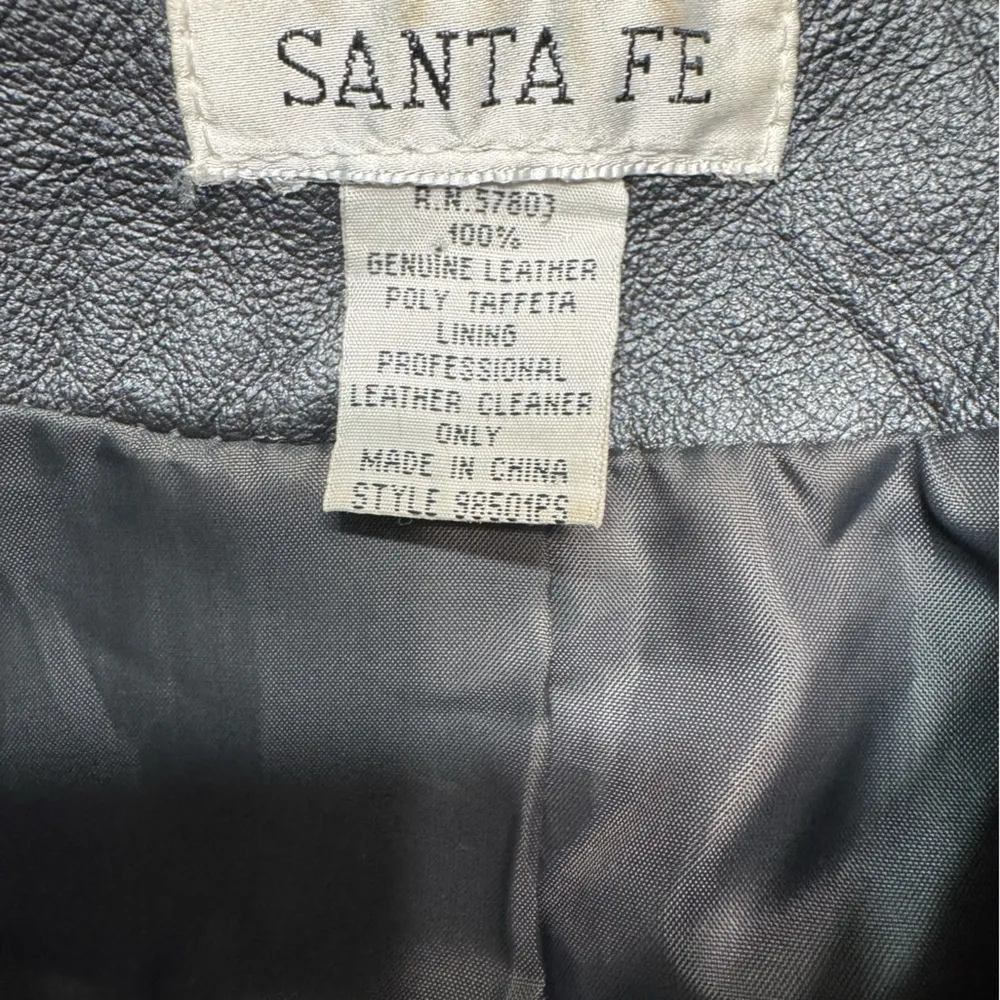 SANTA FE
R.N.57803
100%
GENUINE LEATHER
POLY TAFFETA
LINING
PROFESSIONAL
LEATHER CLEANER
ONLY
MADE IN CHINA
STYLE 98501PS